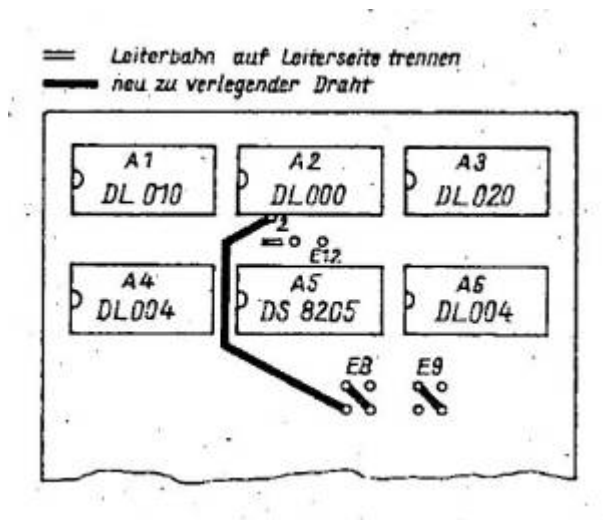 Leiterbahn auf Leiterseite trennen
neu zu verlegender Draht
A1
DL 010
A2
DL000
A3
DL020
2
E12
A4
DL004
A5
DS 8205
A6
DL004
E8
E9